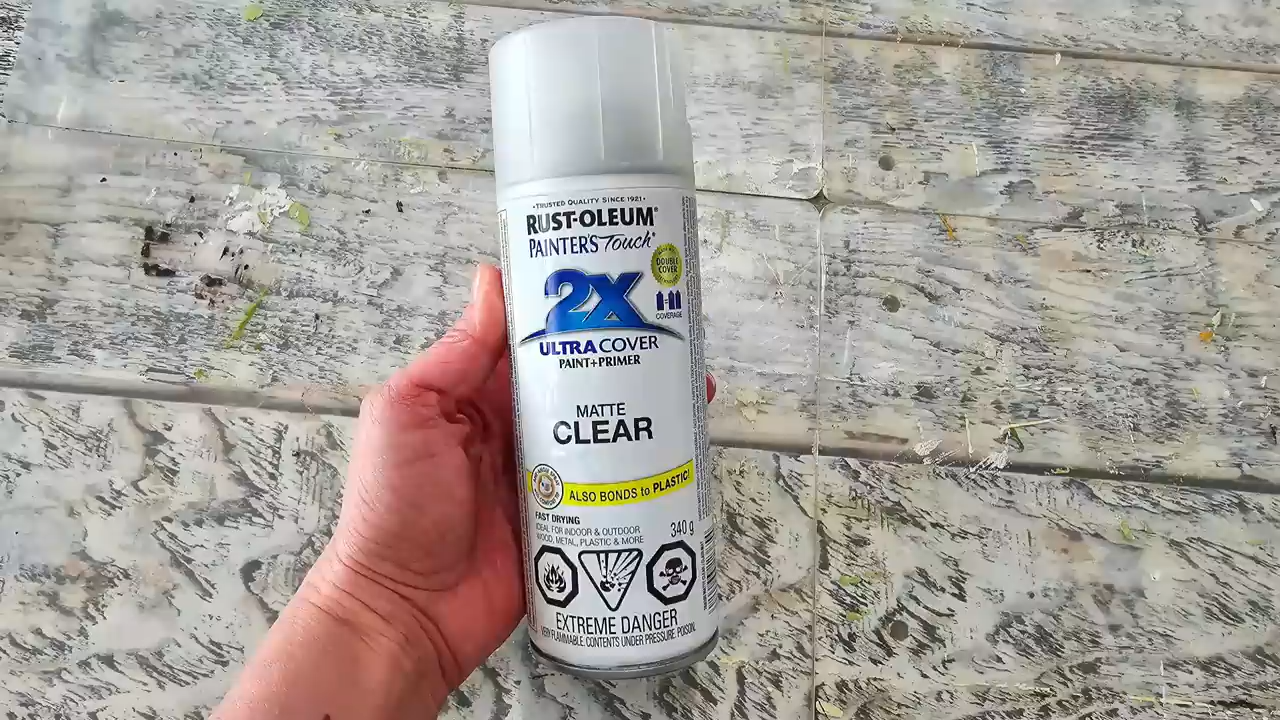 •TRUSTED QUALITY SINCE 1921•
RUST-OLEUM®
PAINTER'S Touch®
DOUBLE
COVER
2X
COVERAGE
ULTRA COVER
PAINT+PRIMER
MATTE
CLEAR
ALSO BONDS to PLASTIC!
FAST DRYING
IDEAL FOR INDOOR & OUTDOOR
WOOD, METAL, PLASTIC & MORE
340 g
EXTREME DANGER
VERY FLAMMABLE. CONTENTS UNDER PRESSURE. POISON.